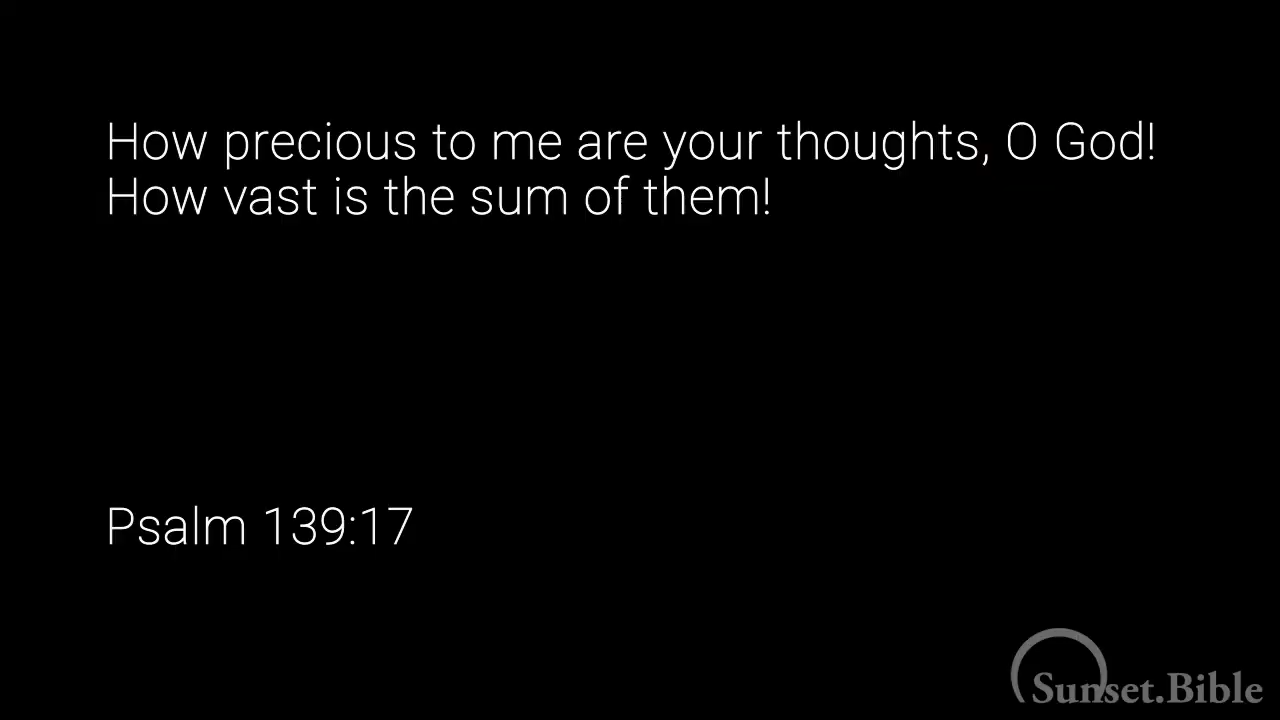 How precious to me are your thoughts, O God!
How vast is the sum of them!
Psalm 139:17
Sunset.Bible